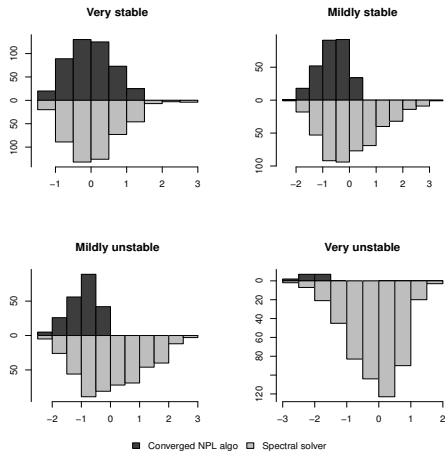 Very stable
100
50
0
50
100
−1 0 1 2 3
Mildly stable
50
0
50
100
−2 −1 0 1 2 3
Mildly unstable
50
0
50
−2 −1 0 1 2 3
Very unstable
0
20
40
60
80
120
−3 −2 −1 0 1 2
Converged NPL algo Spectral solver